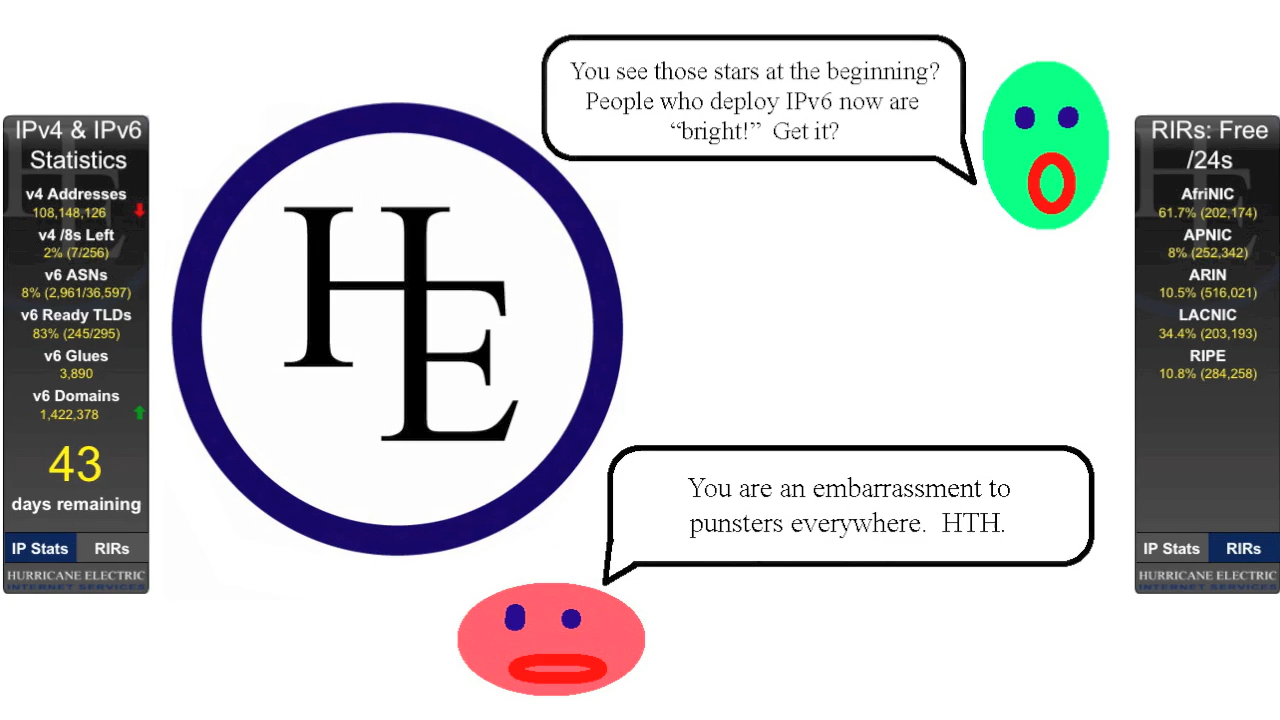 You see those stars at the beginning?
People who deploy IPv6 now are
“bright!”  Get it?
IPv4 & IPv6
Statistics
v4 Addresses
108,148,126
v4 /8s Left
2% (7/256)
v6 ASNs
8% (2,961/36,597)
v6 Ready TLDs
83% (245/295)
v6 Glues
3,890
v6 Domains
1,422,378
43
days remaining
IP Stats RIRs
HURRICANE ELECTRIC
INTERNET SERVICES
HE
RIRs: Free
/24s
AfriNIC
61.7% (202,174)
APNIC
8% (252,342)
ARIN
10.5% (516,021)
LACNIC
34.4% (203,193)
RIPE
10.8% (284,258)
IP Stats RIRs
HURRICANE ELECTRIC
INTERNET SERVICES
You are an embarrassment to
punsters everywhere.  HTH.